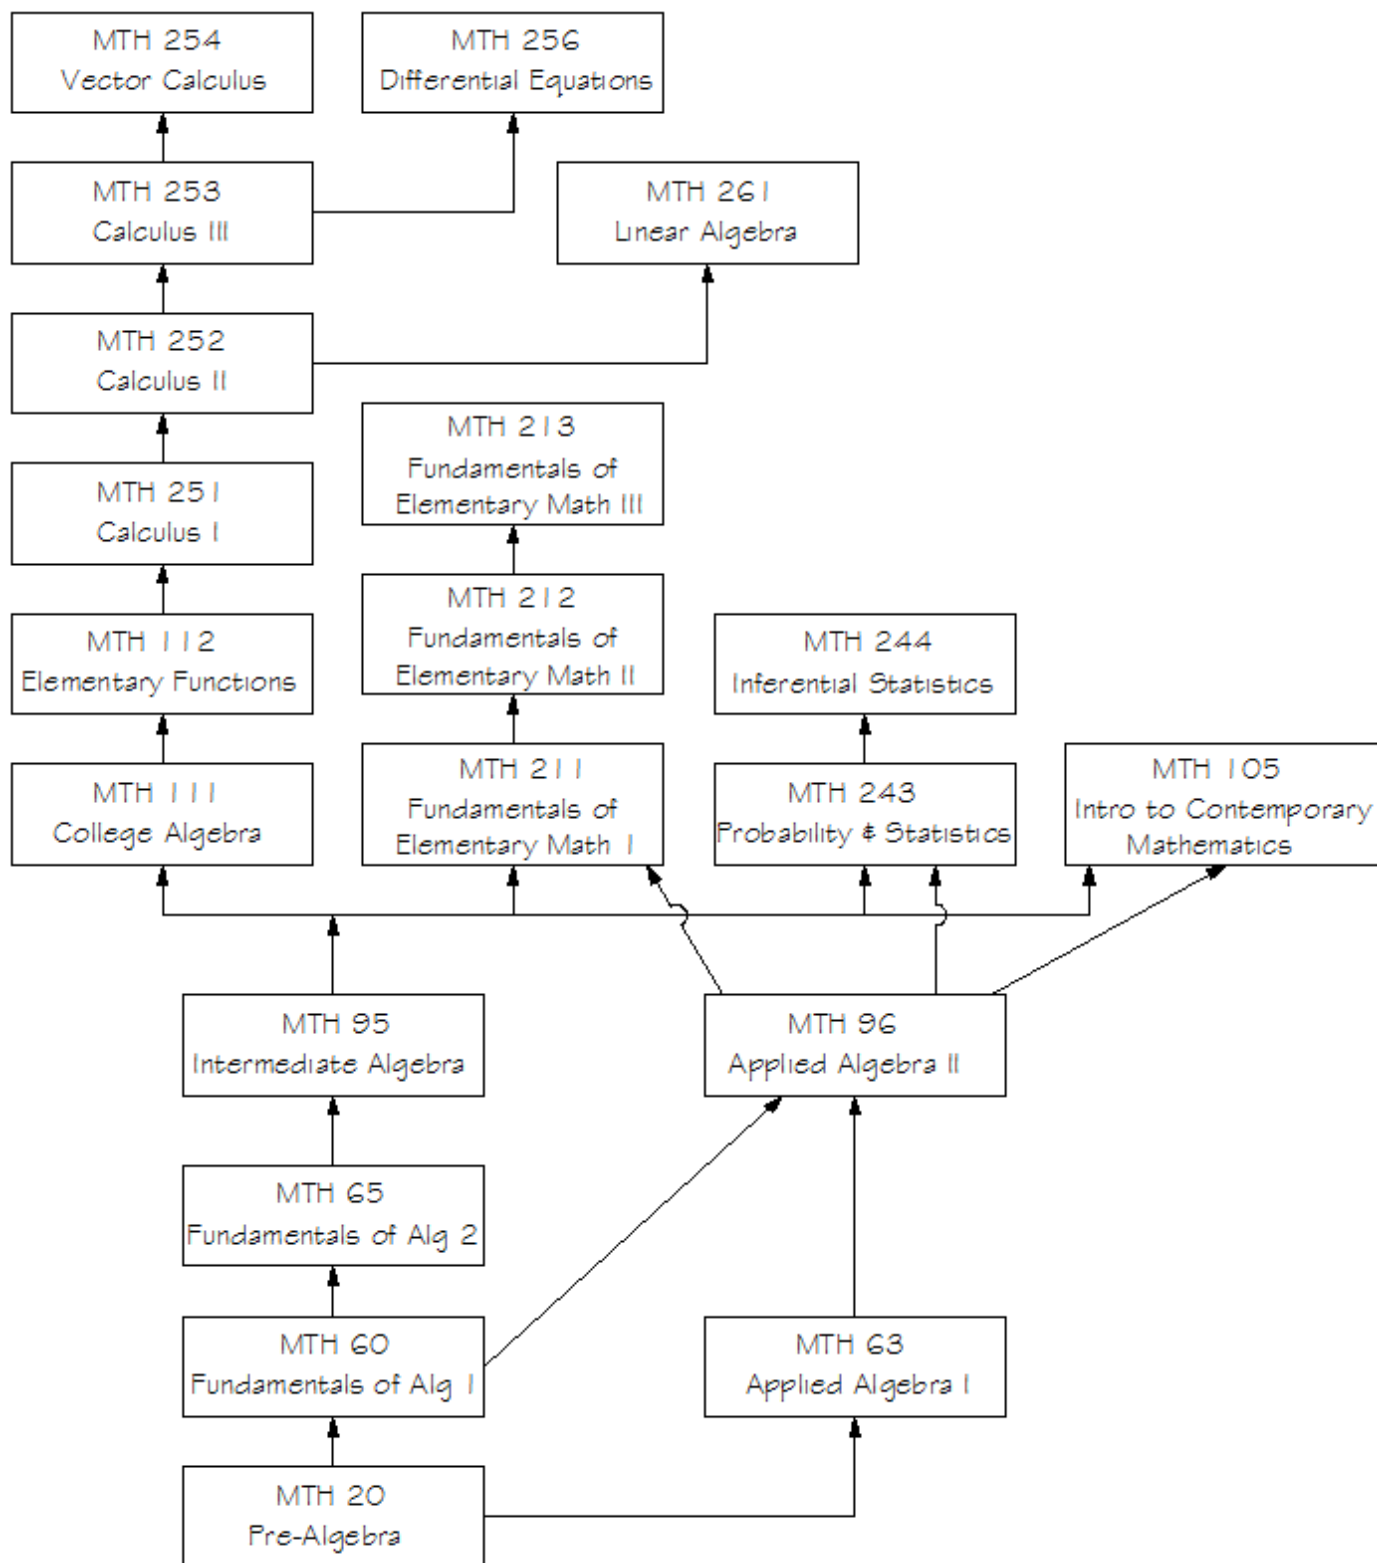 MTH 254
Vector Calculus
MTH 256
Differential Equations
MTH 253
Calculus III
MTH 261
Linear Algebra
MTH 252
Calculus II
MTH 213
Fundamentals of
Elementary Math III
MTH 251
Calculus I
MTH 212
Fundamentals of
Elementary Math II
MTH 112
Elementary Functions
MTH 244
Inferential Statistics
MTH 111
College Algebra
MTH 211
Fundamentals of
Elementary Math I
MTH 243
Probability & Statistics
MTH 105
Intro to Contemporary
Mathematics
MTH 95
Intermediate Algebra
MTH 96
Applied Algebra II
MTH 65
Fundamentals of Alg 2
MTH 60
Fundamentals of Alg 1
MTH 63
Applied Algebra I
MTH 20
Pre-Algebra